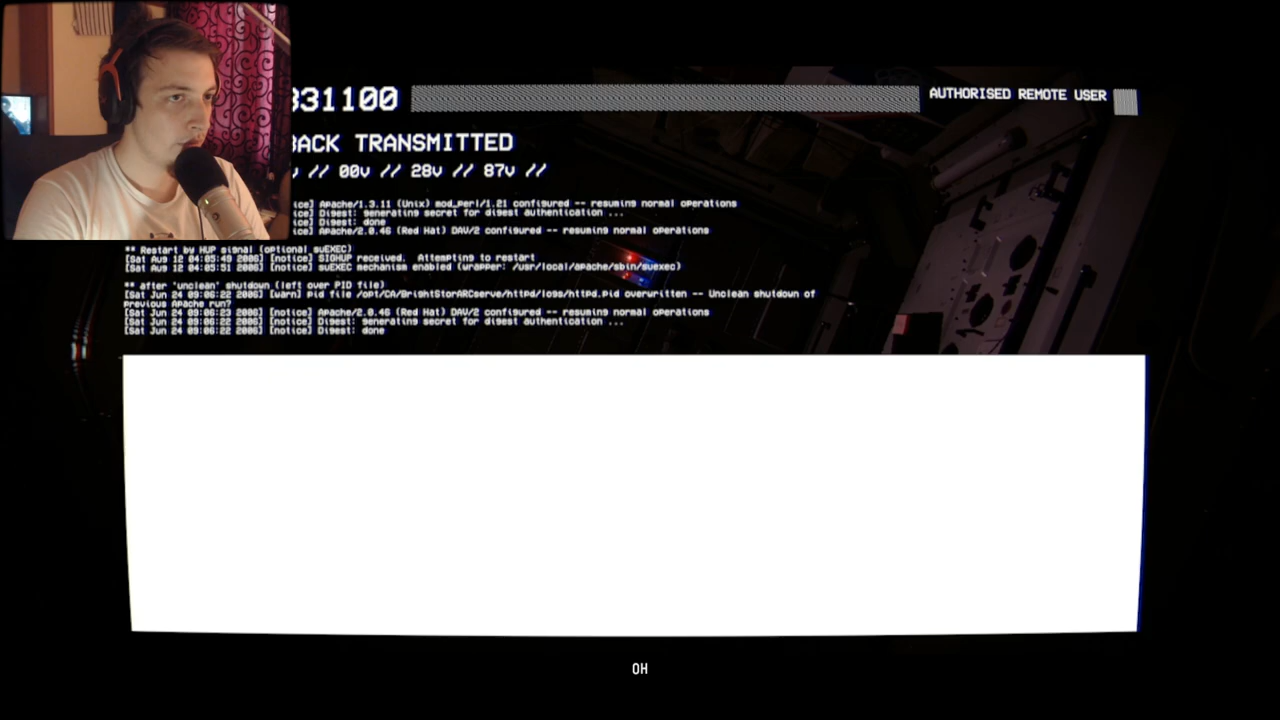 331100
AUTHORISED REMOTE USER
BACK TRANSMITTED
// 00v // 28v // 87v //
ice] Apache/1.3.11 (Unix) mod_perl/1.21 configured -- resuming normal operations
ice] Digest: generating secret for digest authentication ...
ice] Digest: done
ice] Apache/2.0.46 (Red Hat) DAV/2 configured -- resuming normal operations
** Restart by HUP signal (optional suEXEC)
[Sat Aug 12 04:05:49 2006] [notice] SIGHUP received.  Attempting to restart
[Sat Aug 12 04:05:51 2006] [notice] suEXEC mechanism enabled (wrapper: /usr/local/apache/sbin/suexec)
** after 'unclean' shutdown (left over PID file)
[Sat Jun 24 09:06:22 2006] [warn] pid file /opt/CA/BrightStorARCserve/httpd/logs/httpd.pid overwritten -- Unclean shutdown of
previous Apache run?
[Sat Jun 24 09:06:23 2006] [notice] Apache/2.0.46 (Red Hat) DAV/2 configured -- resuming normal operations
[Sat Jun 24 09:06:22 2006] [notice] Digest: generating secret for digest authentication ...
[Sat Jun 24 09:06:22 2006] [notice] Digest: done
OH